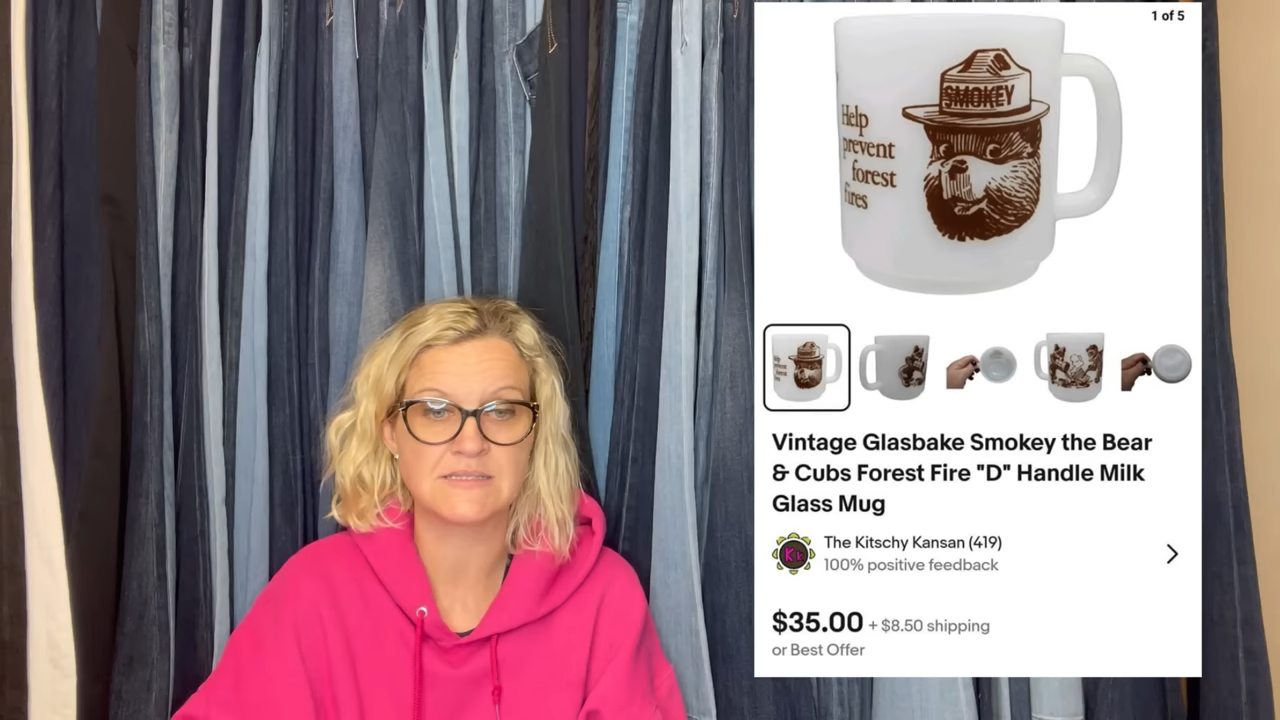 1 of 5
SMOKEY
Help
prevent
forest
fires
Vintage Glasbake Smokey the Bear
& Cubs Forest Fire "D" Handle Milk
Glass Mug
The Kitschy Kansan (419)
100% positive feedback
$35.00 + $8.50 shipping
or Best Offer